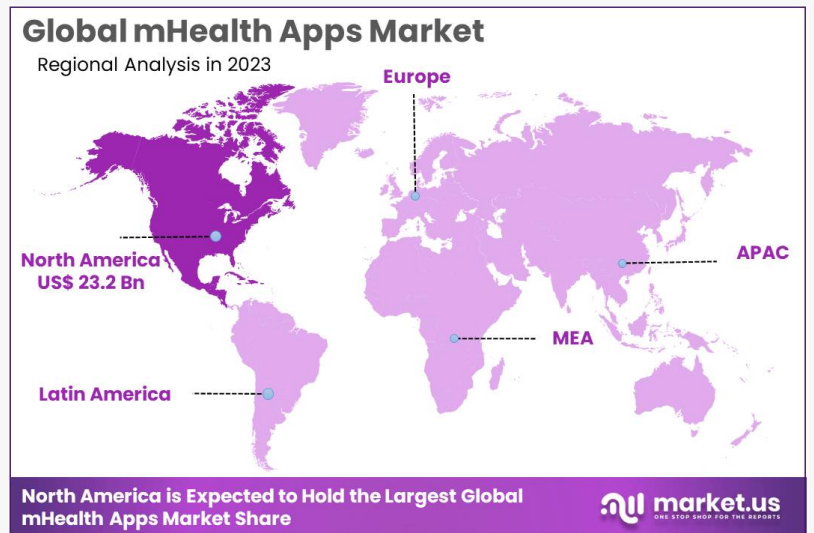 Global mHealth Apps Market
Regional Analysis in 2023
Europe
North America
US$ 23.2 Bn
APAC
MEA
Latin America
North America is Expected to Hold the Largest Global
mHealth Apps Market Share
market.us
ONE STOP SHOP FOR THE REPORTS